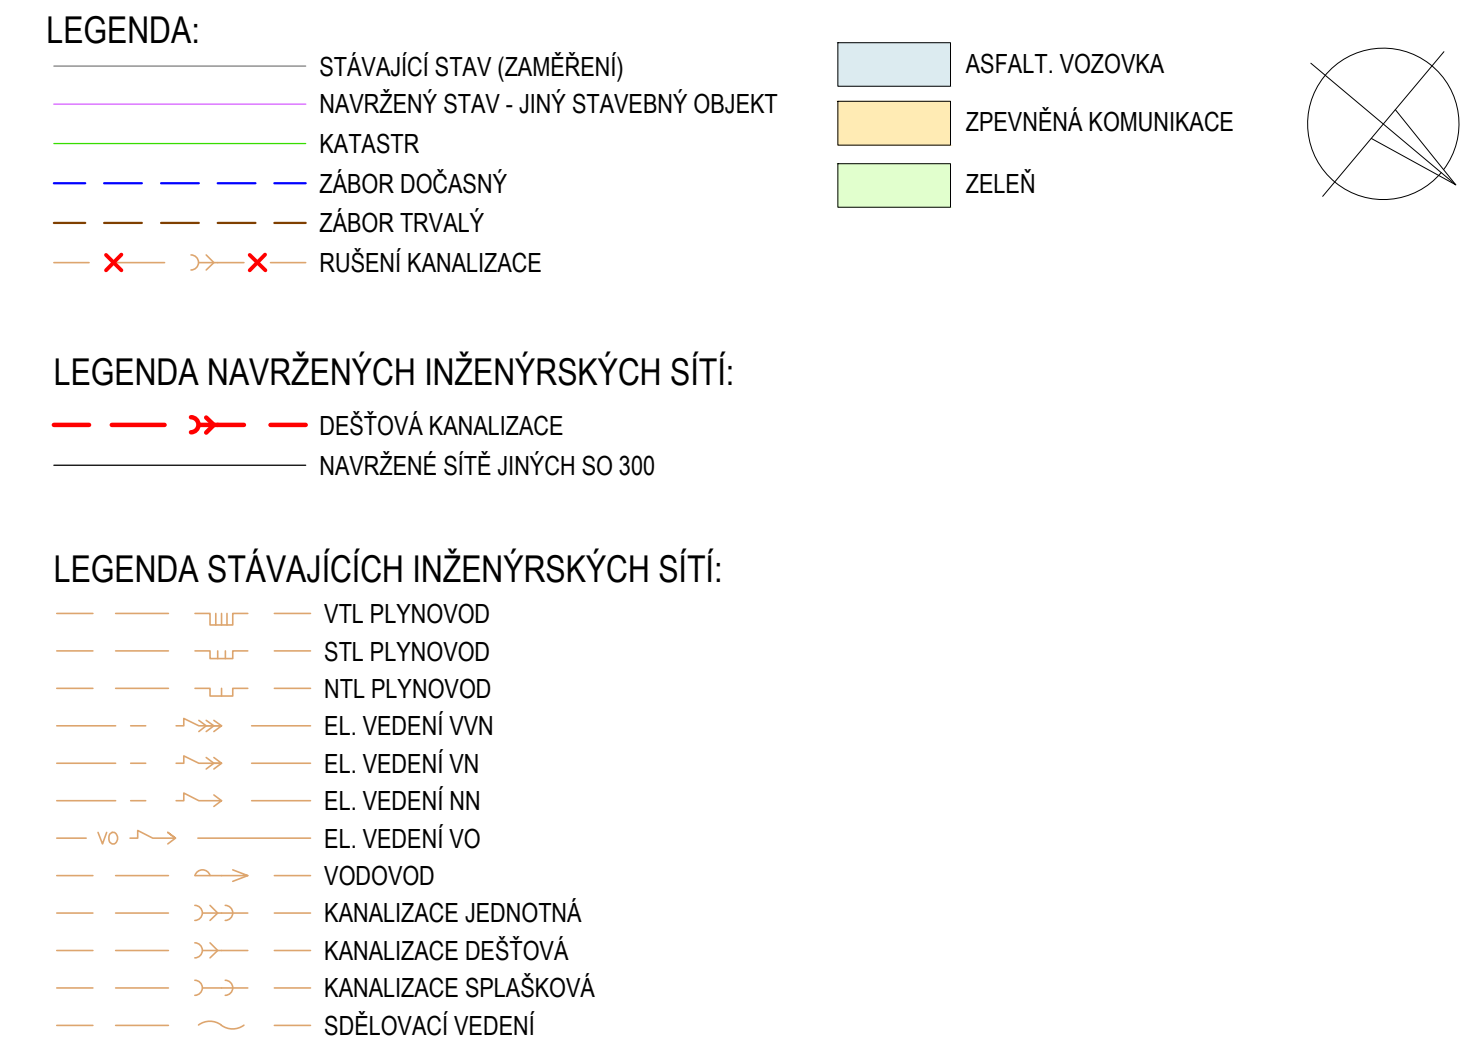 LEGENDA:
STÁVAJÍCÍ STAV (ZAMĚŘENÍ)
NAVRŽENÝ STAV - JINÝ STAVEBNÝ OBJEKT
KATASTR
ZÁBOR DOČASNÝ
ZÁBOR TRVALÝ
RUŠENÍ KANALIZACE
ASFALT. VOZOVKA
ZPEVNĚNÁ KOMUNIKACE
ZELEŇ
LEGENDA NAVRŽENÝCH INŽENÝRSKÝCH SÍTÍ:
DEŠŤOVÁ KANALIZACE
NAVRŽENÉ SÍTĚ JINÝCH SO 300
LEGENDA STÁVAJÍCÍCH INŽENÝRSKÝCH SÍTÍ:
VTL PLYNOVOD
STL PLYNOVOD
NTL PLYNOVOD
EL. VEDENÍ VVN
EL. VEDENÍ VN
EL. VEDENÍ NN
VO EL. VEDENÍ VO
VODOVOD
KANALIZACE JEDNOTNÁ
KANALIZACE DEŠŤOVÁ
KANALIZACE SPLAŠKOVÁ
SDĚLOVACÍ VEDENÍ